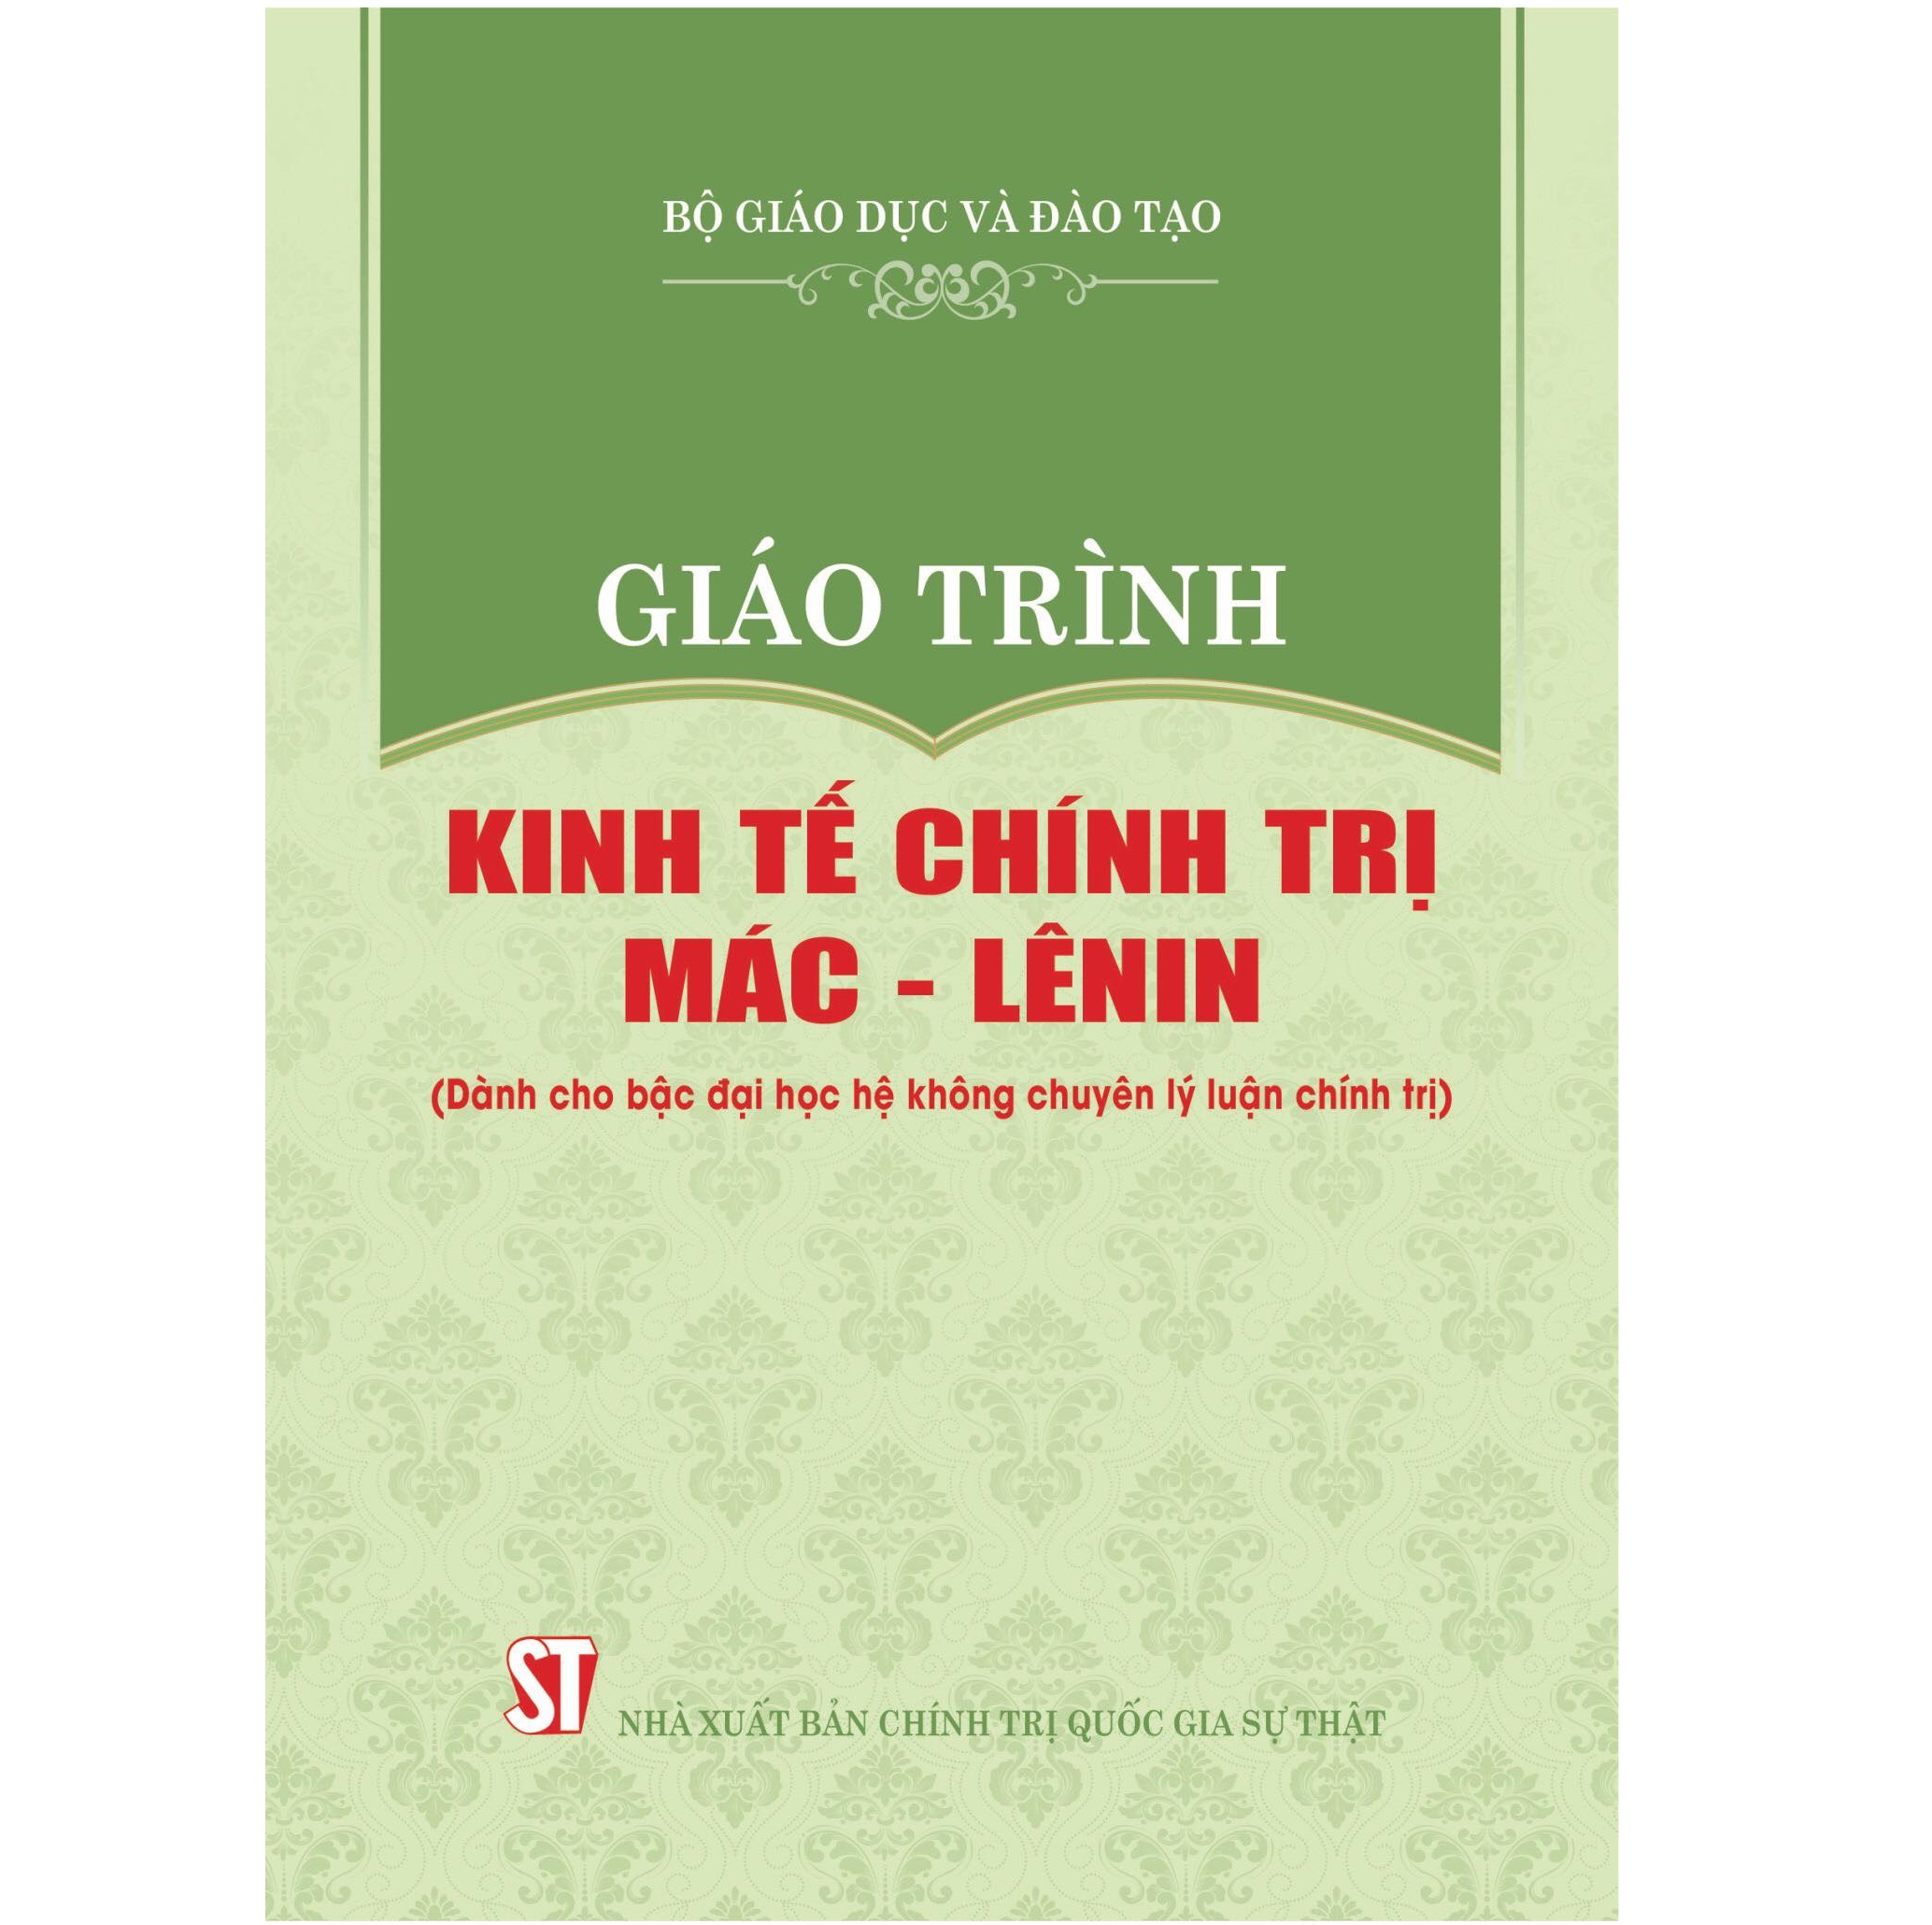 BỘ GIÁO DỤC VÀ ĐÀO TẠO
GIÁO TRÌNH
KINH TẾ CHÍNH TRỊ
MÁC - LÊNIN
(Dành cho bậc đại học hệ không chuyên lý luận chính trị)
ST
NHÀ XUẤT BẢN CHÍNH TRỊ QUỐC GIA SỰ THẬT